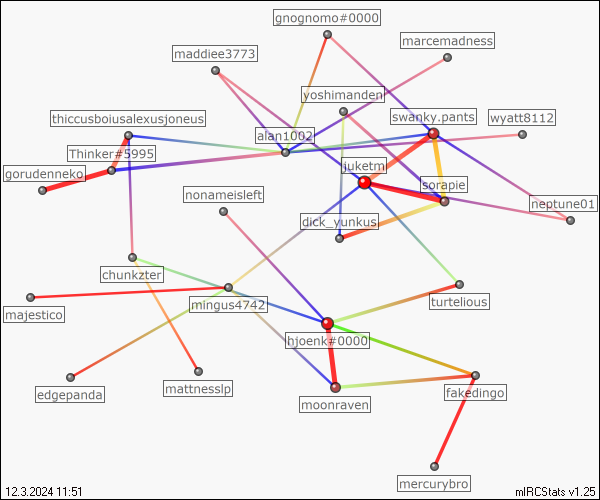 gnognomo#0000
marcemadness
maddiee3773
yoshimanden
thiccusboiusalexusjoneus
swanky.pants
wyatt8112
alan1002
Thinker#5995
gorudenneko
juketm
sorapie
nonameisleft
neptune01
dick_yunkus
chunkzter
mingus4742
turtelious
majestico
hjoenk#0000
edgepanda
mattnesslp
fakedingo
moonraven
mercurybro
12.3.2024 11:51
mIRCStats v1.25